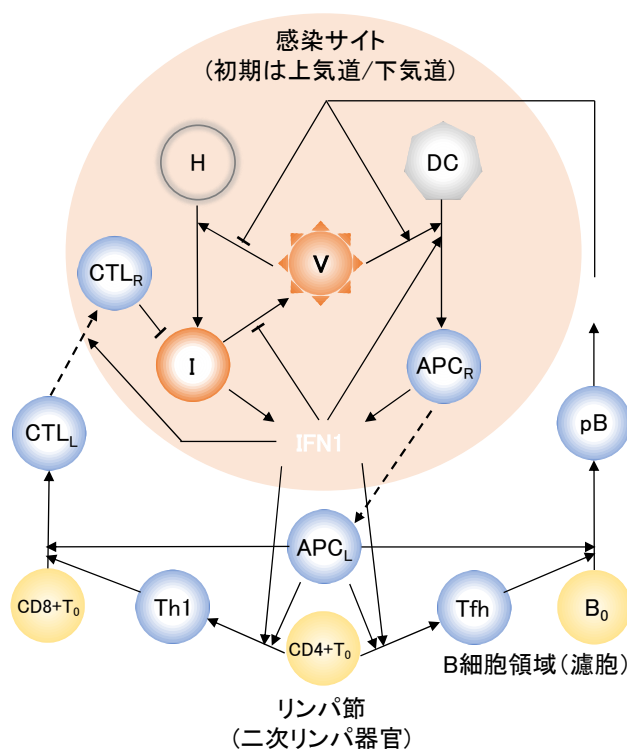 感染サイト
(初期は上気道/下気道)
H
DC
V
CTLR
I
APCR
IFN1
CTLL
pB
APCL
CD8+T0
Th1
CD4+T0
Tfh
B0
B細胞領域(濾胞)
リンパ節
(二次リンパ器官)